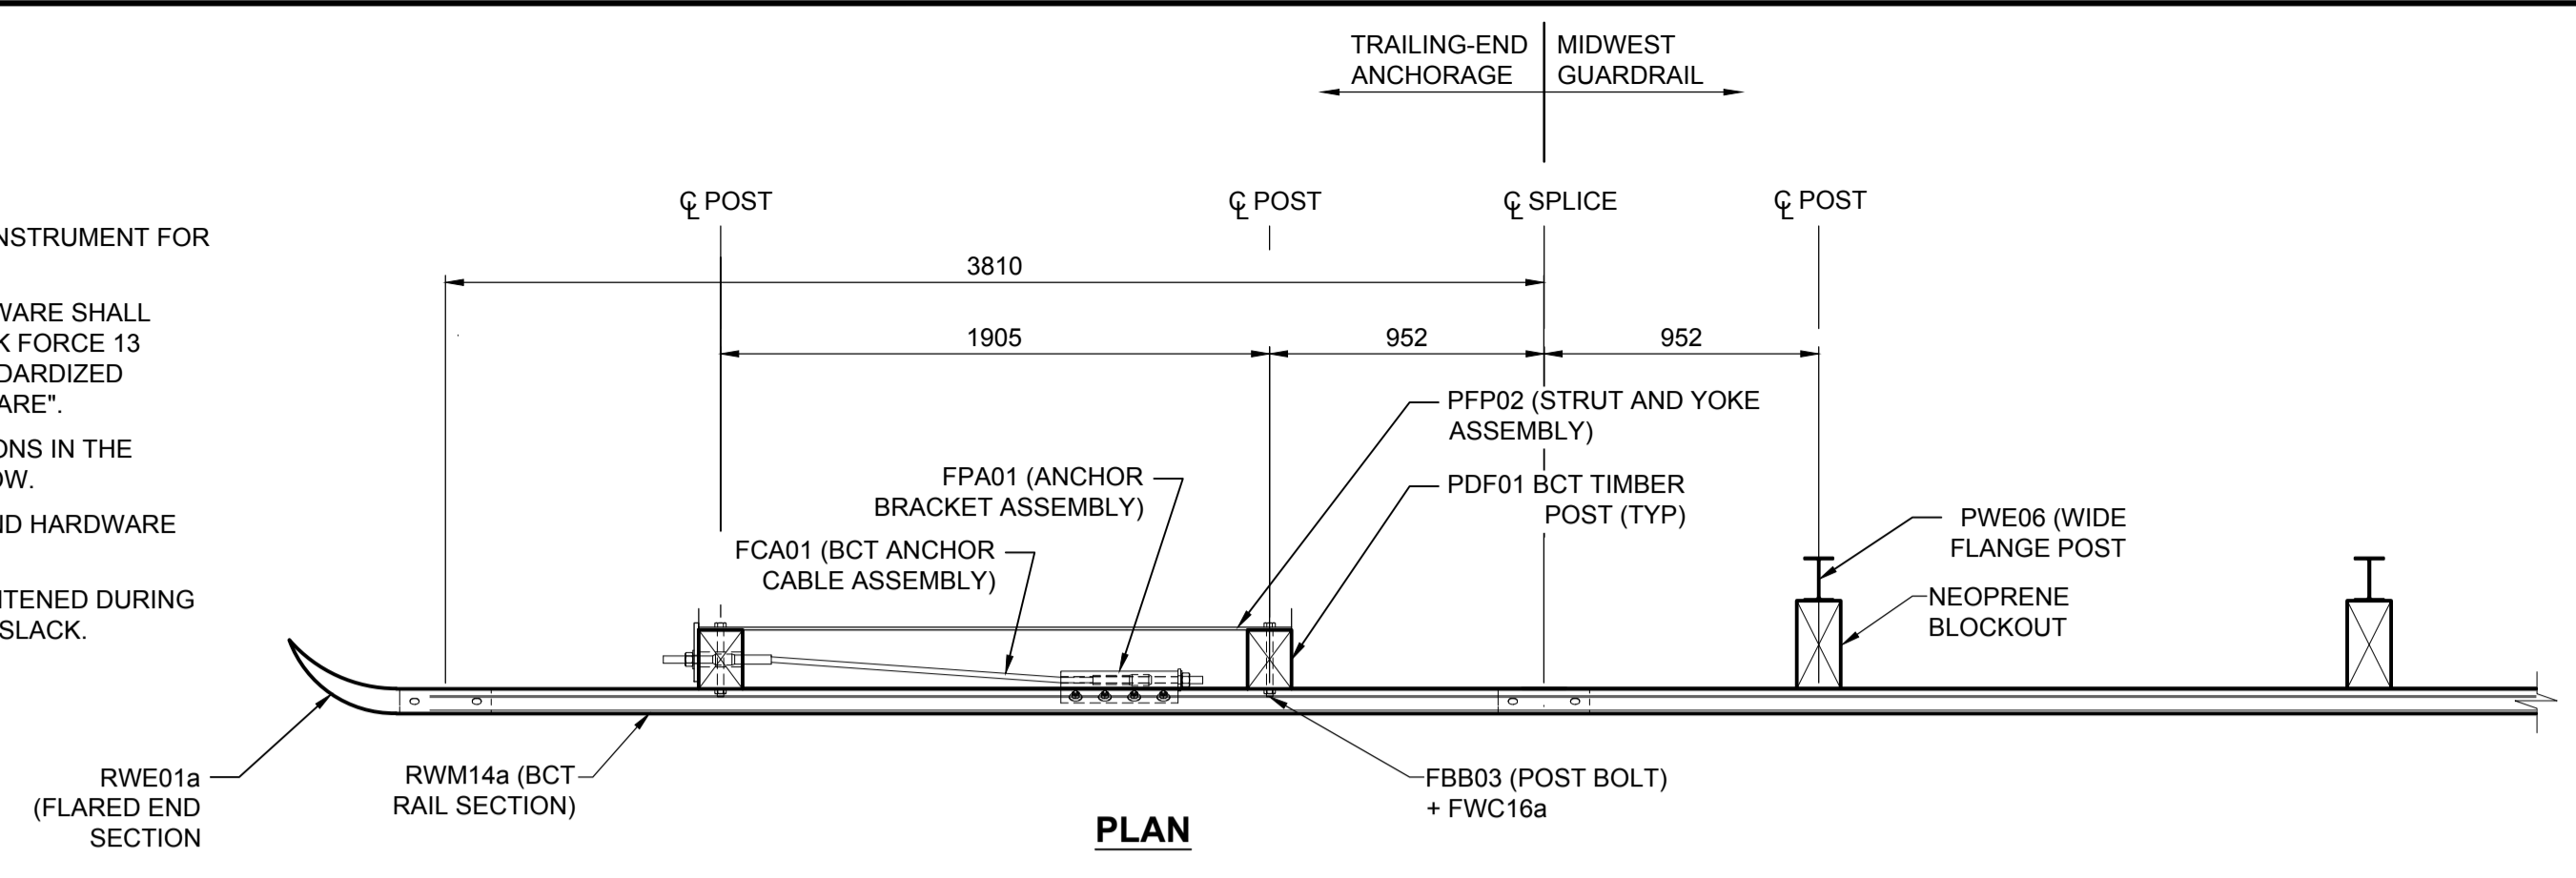 TRAILING-END
ANCHORAGE
MIDWEST
GUARDRAIL
℄ POST
℄ POST
℄ SPLICE
℄ POST
NSTRUMENT FOR
WARE SHALL
K FORCE 13
DARDIZED
ARE".
ONS IN THE
OW.
ND HARDWARE
ITENED DURING
SLACK.
3810
1905
952
952
PFP02 (STRUT AND YOKE
ASSEMBLY)
FPA01 (ANCHOR
BRACKET ASSEMBLY)
PDF01 BCT TIMBER
POST (TYP)
FCA01 (BCT ANCHOR
CABLE ASSEMBLY)
PWE06 (WIDE
FLANGE POST
NEOPRENE
BLOCKOUT
RWE01a
(FLARED END
SECTION
RWM14a (BCT
RAIL SECTION)
FBB03 (POST BOLT)
+ FWC16a
PLAN